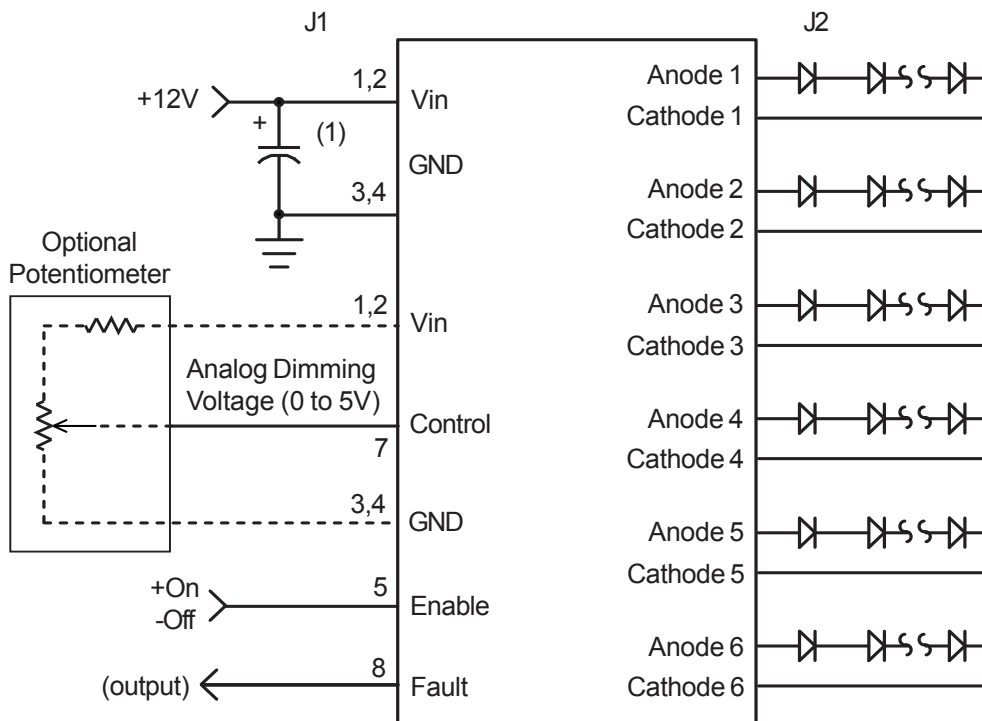 J1
J2
+12V
1,2
Vin
+
(1)
GND
3,4
Optional
Potentiometer
1,2
Vin
Analog Dimming
Voltage (0 to 5V)
Control
7
3,4
GND
+On
-Off
5
Enable
(output)
8
Fault
Anode 1
Cathode 1
Anode 2
Cathode 2
Anode 3
Cathode 3
Anode 4
Cathode 4
Anode 5
Cathode 5
Anode 6
Cathode 6